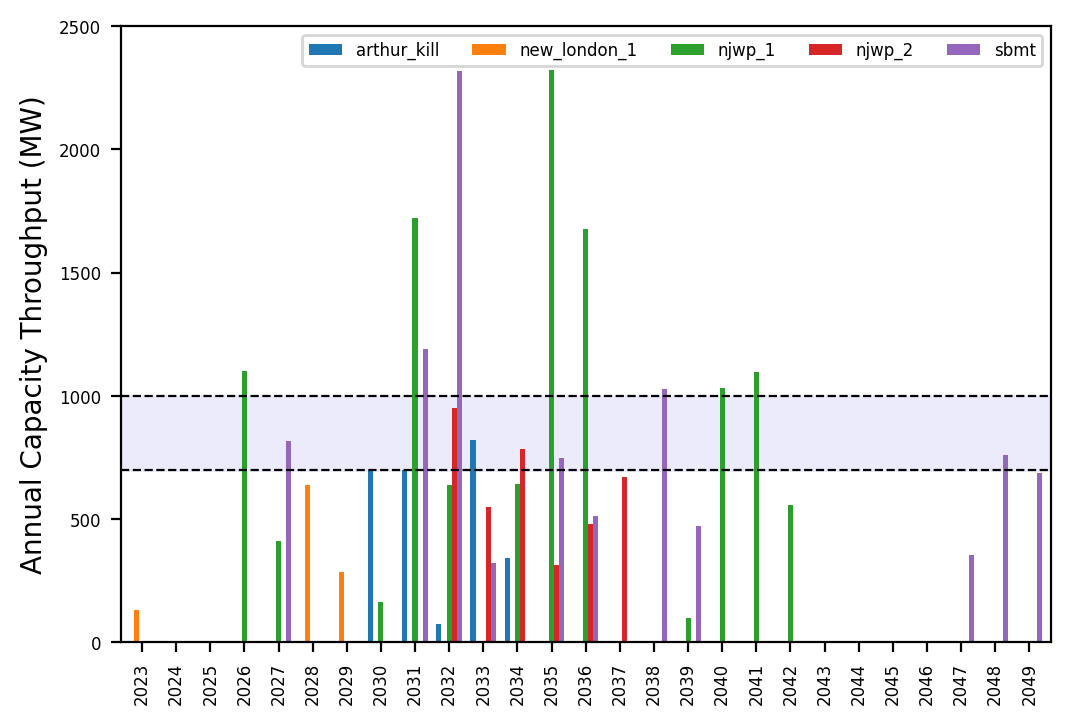 Annual Capacity Throughput (MW)
2500
2000
1500
1000
500
0
arthur_kill new_london_1 njwp_1 njwp_2 sbmt
2023 2024 2025 2026 2027 2028 2029 2030 2031 2032 2033 2034 2035 2036 2037 2038 2039 2040 2041 2042 2043 2044 2045 2046 2047 2048 2049